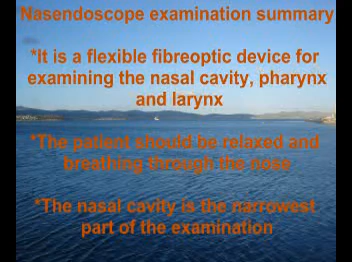 Nasendoscope examination summary
*It is a flexible fibreoptic device for
examining the nasal cavity, pharynx
and larynx
*The patient should be relaxed and
breathing through the nose
*The nasal cavity is the narrowest
part of the examination